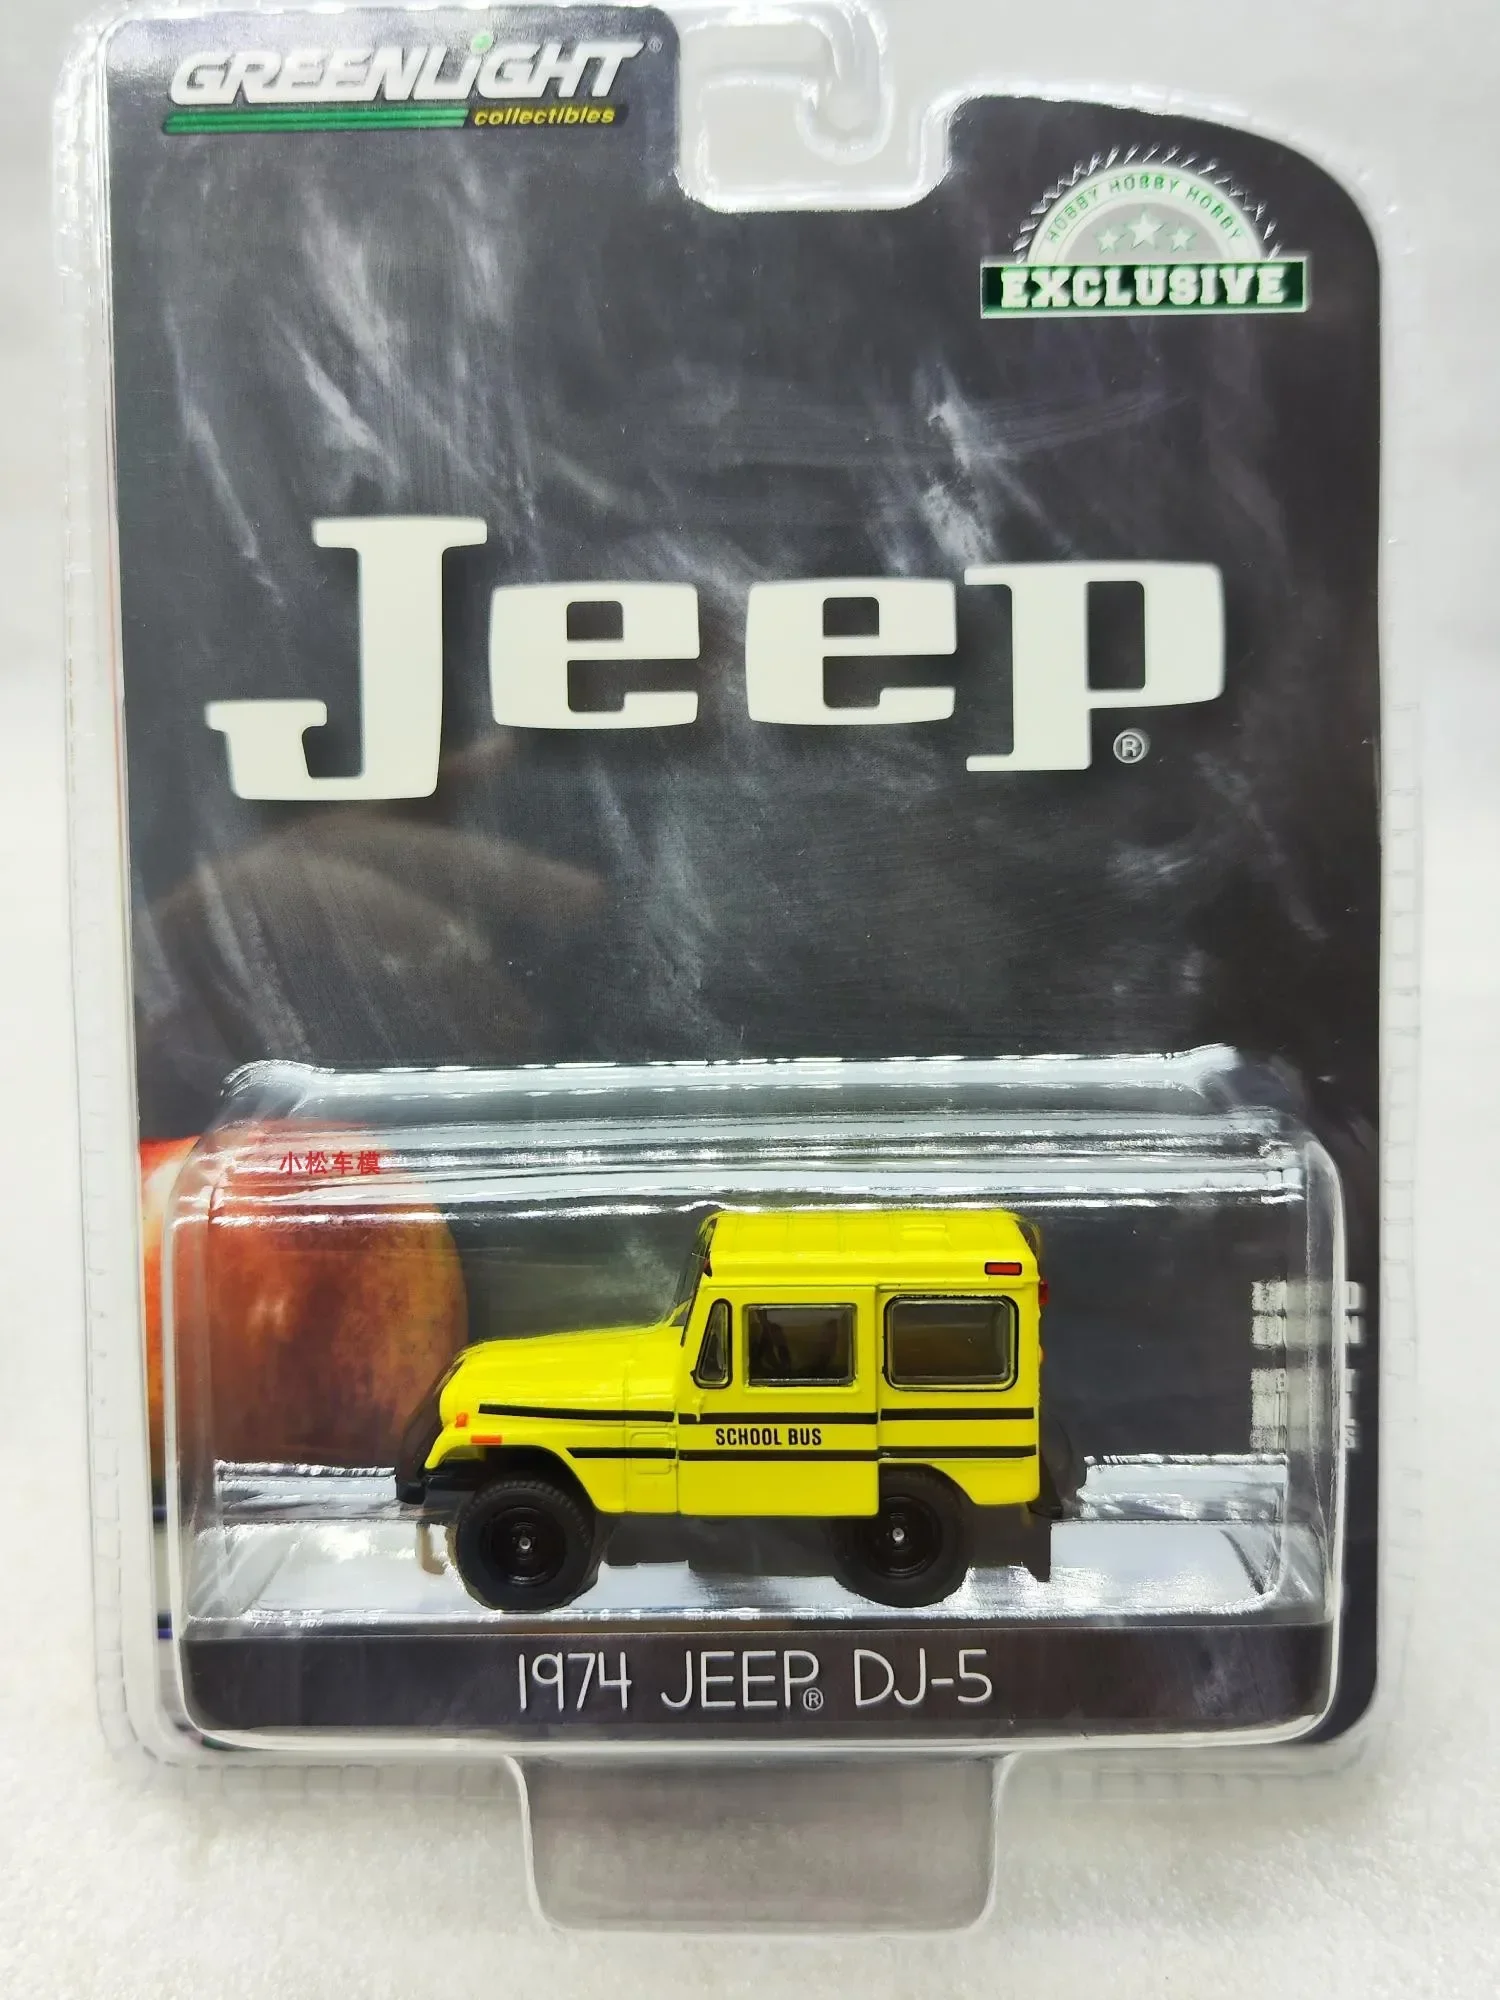 GREENLIGHT®
collectibles
HOBBY HOBBY HOBBY
EXCLUSIVE
Jeep®
小松车模
SCHOOL BUS
1974 JEEP® DJ-5